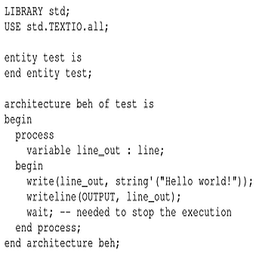 LIBRARY std;
USE std.TEXTIO.all;

entity test is
end entity test;

architecture beh of test is
begin
  process
    variable line_out : line;
  begin
    write(line_out, string'("Hello world!"));
    writeline(OUTPUT, line_out);
    wait; -- needed to stop the execution
  end process;
end architecture beh;